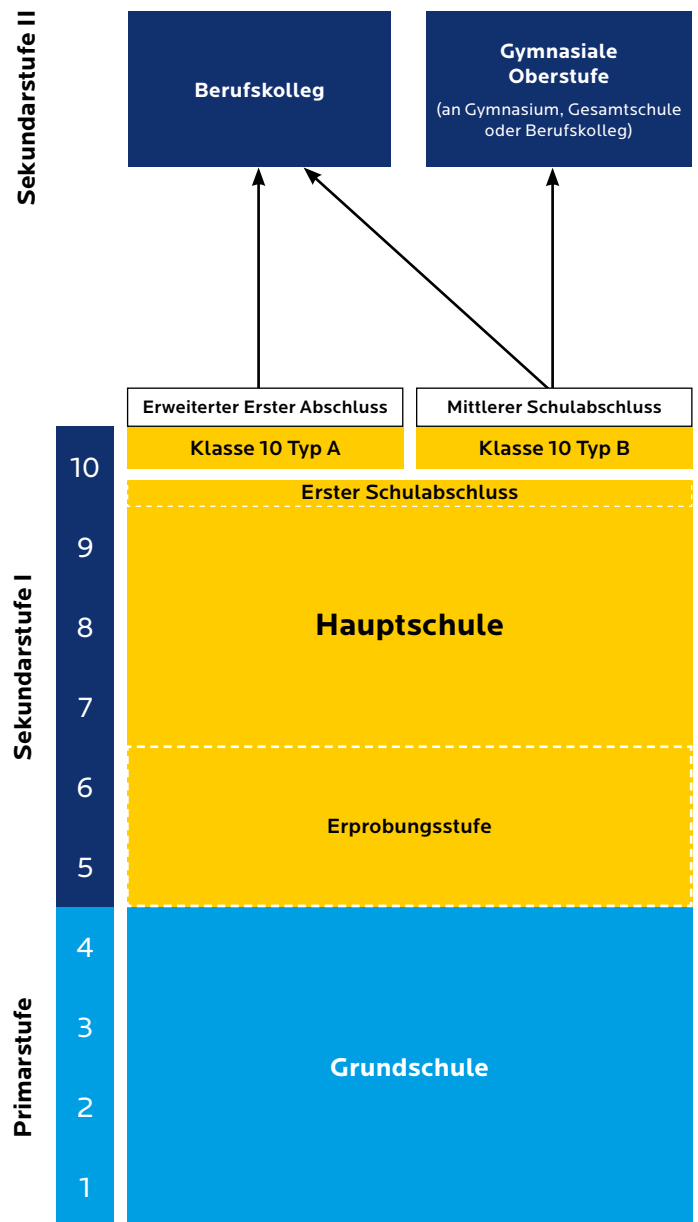 Sekundarstufe II
Berufskolleg
Gymnasiale
Oberstufe
(an Gymnasium, Gesamtschule
oder Berufskolleg)
Erweiterter Erster Abschluss
Mittlerer Schulabschluss
Klasse 10 Typ A
Klasse 10 Typ B
Sekundarstufe I
10
Erster Schulabschluss
9
8
Hauptschule
7
6
Erprobungsstufe
5
Primarstufe
4
3
Grundschule
2
1